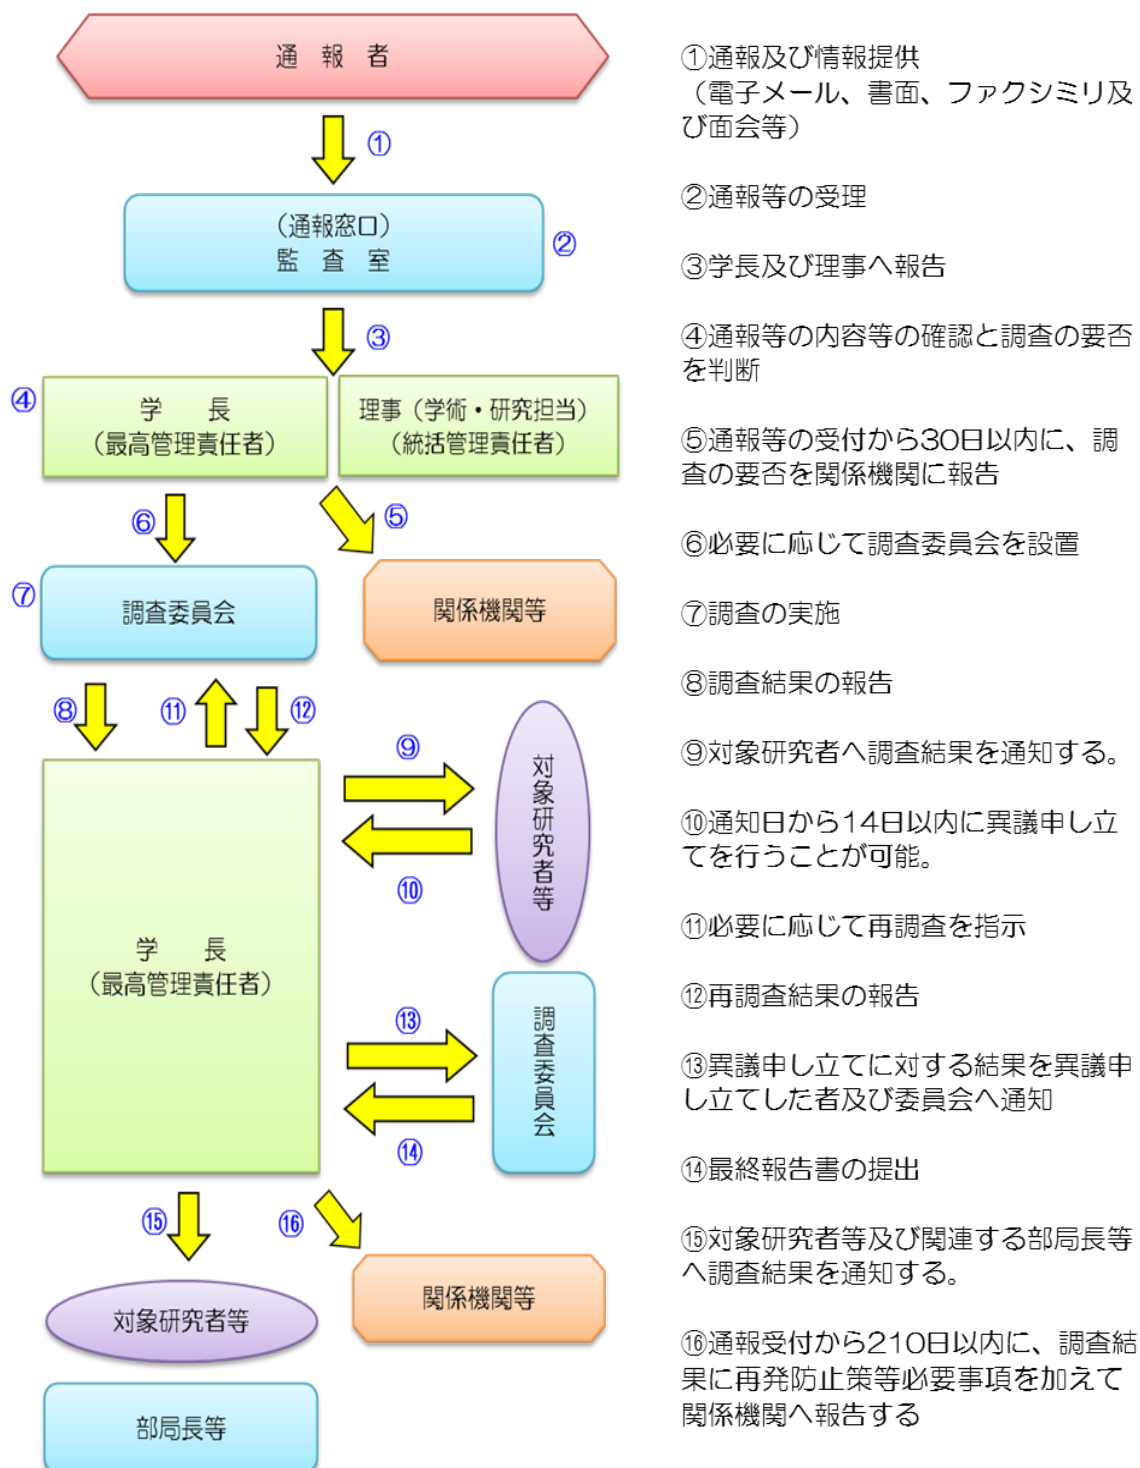 通 報 者
①
（通報窓口）
監 査 室
②
③
④
学 長
（最高管理責任者）
理事（学術・研究担当）
（統括管理責任者）
⑥
⑤
⑦
調査委員会
関係機関等
⑧
⑪
⑫
⑨
対象研究者等
⑩
学 長
（最高管理責任者）
⑬
調査委員会
⑭
⑮
⑯
対象研究者等
関係機関等
部局長等
①通報及び情報提供
（電子メール、書面、ファクシミリ及
び面会等）
②通報等の受理
③学長及び理事へ報告
④通報等の内容等の確認と調査の要否
を判断
⑤通報等の受付から30日以内に、調
査の要否を関係機関に報告
⑥必要に応じて調査委員会を設置
⑦調査の実施
⑧調査結果の報告
⑨対象研究者へ調査結果を通知する。
⑩通知日から14日以内に異議申し立
てを行うことが可能。
⑪必要に応じて再調査を指示
⑫再調査結果の報告
⑬異議申し立てに対する結果を異議申
し立てした者及び委員会へ通知
⑭最終報告書の提出
⑮対象研究者等及び関連する部局長等
へ調査結果を通知する。
⑯通報受付から210日以内に、調査結
果に再発防止策等必要事項を加えて
関係機関へ報告する